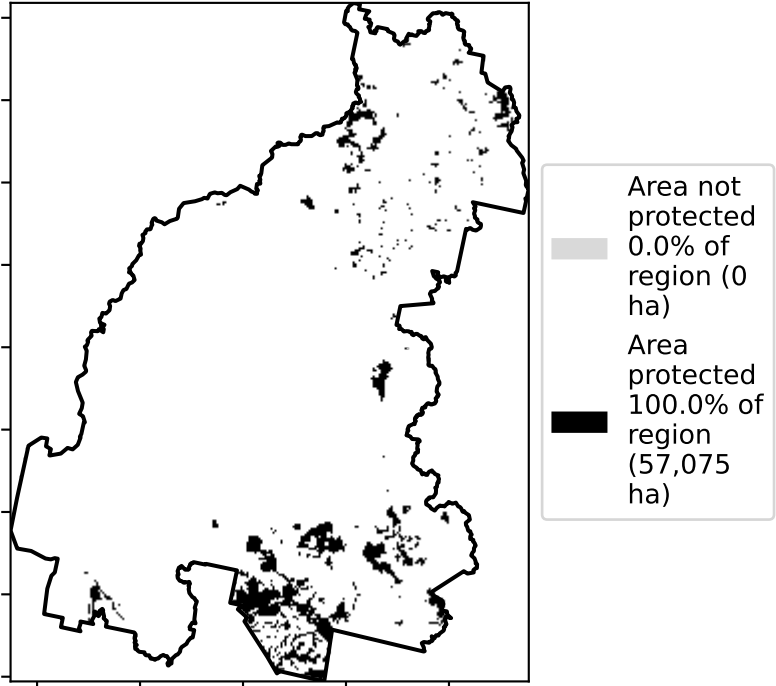 Area not
protected
0.0% of
region (0
ha)
Area
protected
100.0% of
region
(57,075
ha)